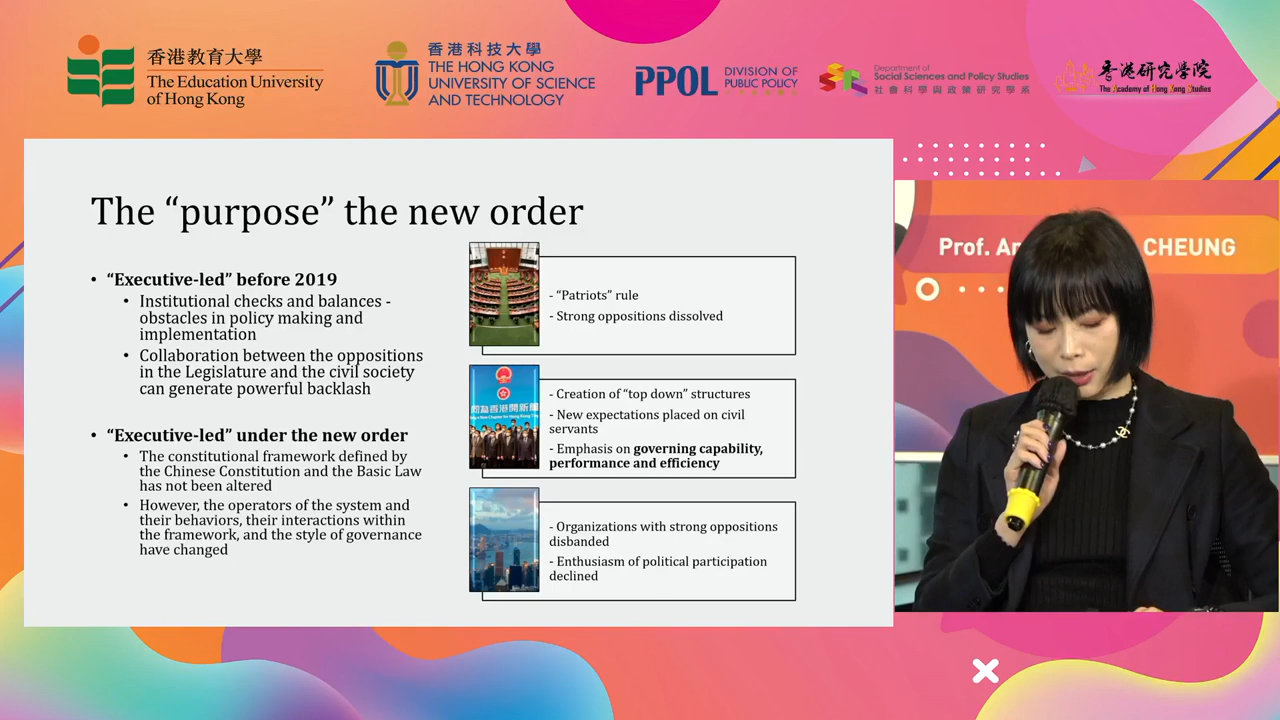 香港教育大學
The Education University
of Hong Kong
香港科技大學
THE HONG KONG
UNIVERSITY OF SCIENCE
AND TECHNOLOGY
PPOL
DIVISION OF
PUBLIC POLICY
Department of
Social Sciences and Policy Studies
社會科學與政策研究學系
香港研究學院
The Academy of Hong Kong Studies
The “purpose” the new order
• “Executive-led” before 2019
• Institutional checks and balances -
obstacles in policy making and
implementation
• Collaboration between the oppositions
in the Legislature and the civil society
can generate powerful backlash
• “Executive-led” under the new order
• The constitutional framework defined by
the Chinese Constitution and the Basic Law
has not been altered
• However, the operators of the system and
their behaviors, their interactions within
the framework, and the style of governance
have changed
- “Patriots” rule
- Strong oppositions dissolved
- Creation of “top down” structures
- New expectations placed on civil
servants
- Emphasis on governing capability,
performance and efficiency
- Organizations with strong oppositions
disbanded
- Enthusiasm of political participation
declined
Prof. CHEUNG